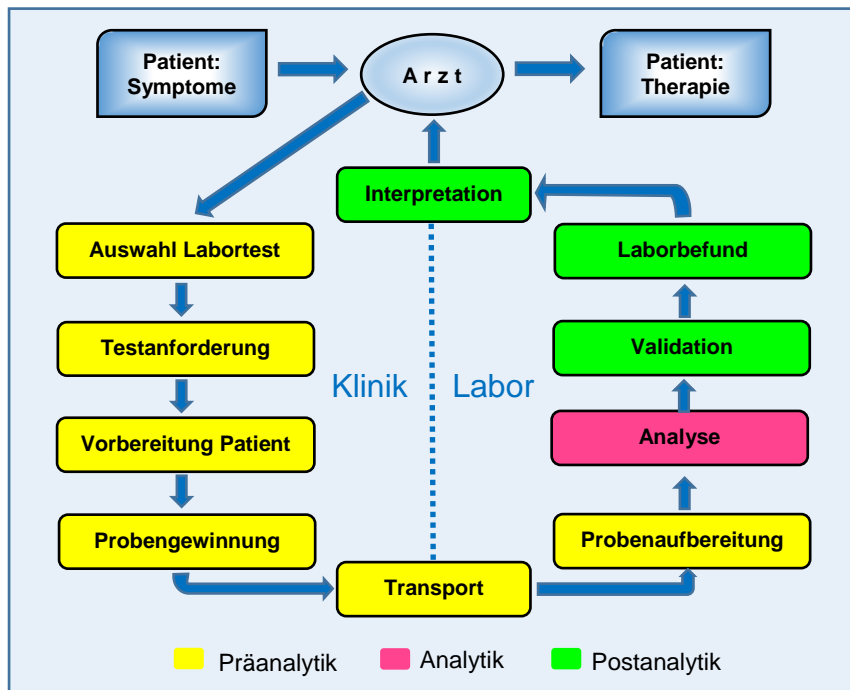 Patient:
Symptome
A r z t
Patient:
Therapie
Interpretation
Auswahl Labortest
Laborbefund
Testanforderung
Validation
Klinik
Labor
Vorbereitung Patient
Analyse
Probengewinnung
Probenaufbereitung
Transport
Präanalytik
Analytik
Postanalytik